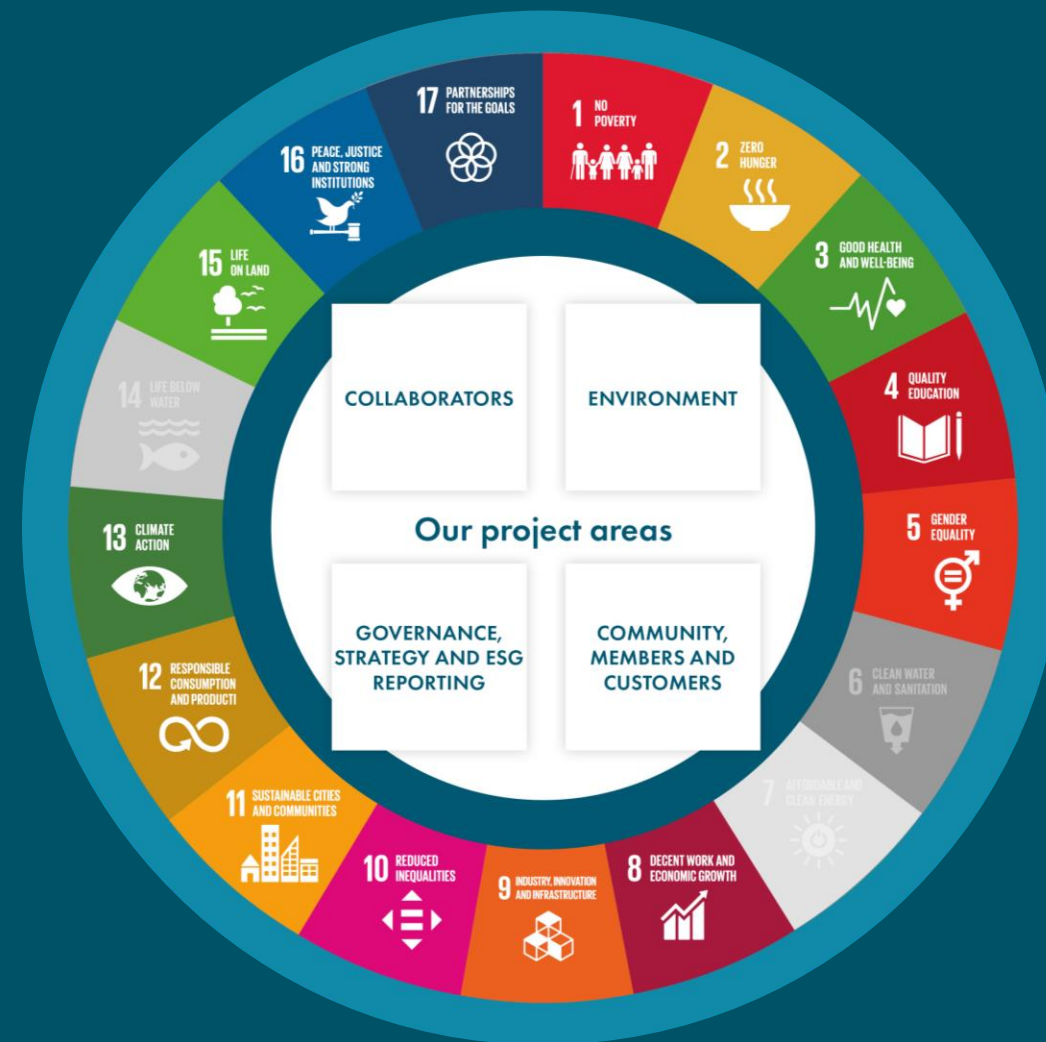 1 NO
POVERTY
2 ZERO
HUNGER
3 GOOD HEALTH
AND WELL-BEING
4 QUALITY
EDUCATION
5 GENDER
EQUALITY
6 CLEAN WATER
AND SANITATION
7 AFFORDABLE AND
CLEAN ENERGY
8 DECENT WORK AND
ECONOMIC GROWTH
9 INDUSTRY, INNOVATION
AND INFRASTRUCTURE
10 REDUCED
INEQUALITIES
11 SUSTAINABLE CITIES
AND COMMUNITIES
12 RESPONSIBLE
CONSUMPTION
AND PRODUCTI
13 CLIMATE
ACTION
14 LIFE BELOW
WATER
15 LIFE
ON LAND
16 PEACE, JUSTICE
AND STRONG
INSTITUTIONS
17 PARTNERSHIPS
FOR THE GOALS
COLLABORATORS
ENVIRONMENT
Our project areas
GOVERNANCE,
STRATEGY AND ESG
REPORTING
COMMUNITY,
MEMBERS AND
CUSTOMERS